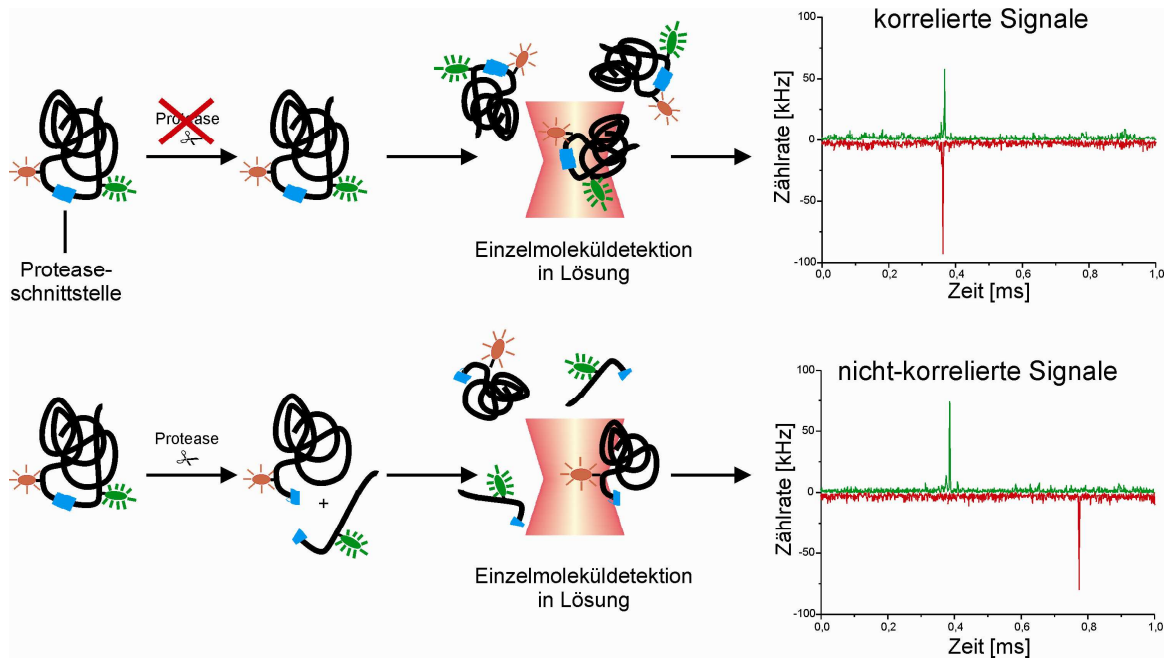 korrelierte Signale
Protease
Protease-
schnittstelle
Einzelmoleküldetektion
in Lösung
Zählrate [kHz]
100
50
0
-50
-100
0,0 0,2 0,4 0,6 0,8 1,0
Zeit [ms]
nicht-korrelierte Signale
Protease
+
Einzelmoleküldetektion
in Lösung
Zählrate [kHz]
100
50
0
-50
-100
0,0 0,2 0,4 0,6 0,8 1,0
Zeit [ms]